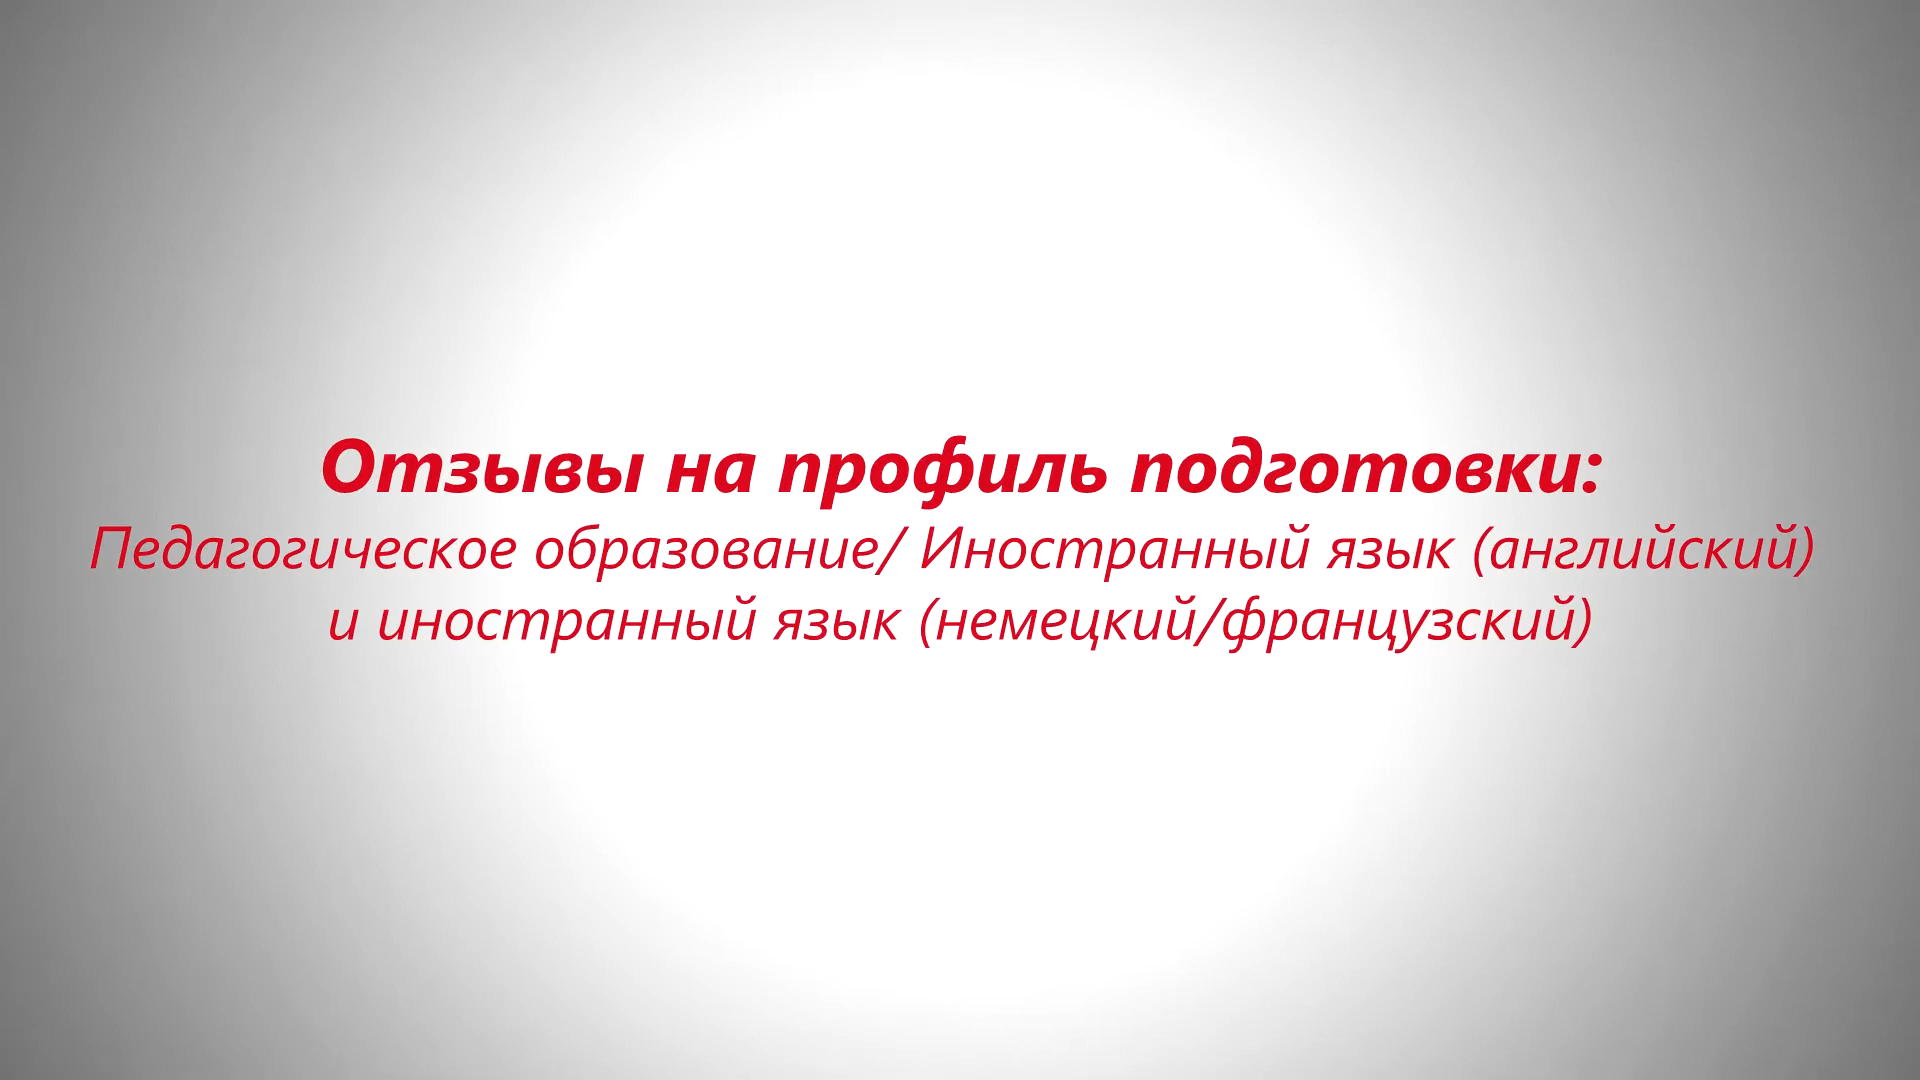 Отзывы на профиль подготовки:
Педагогическое образование/ Иностранный язык (английский)
и иностранный язык (немецкий/французский)